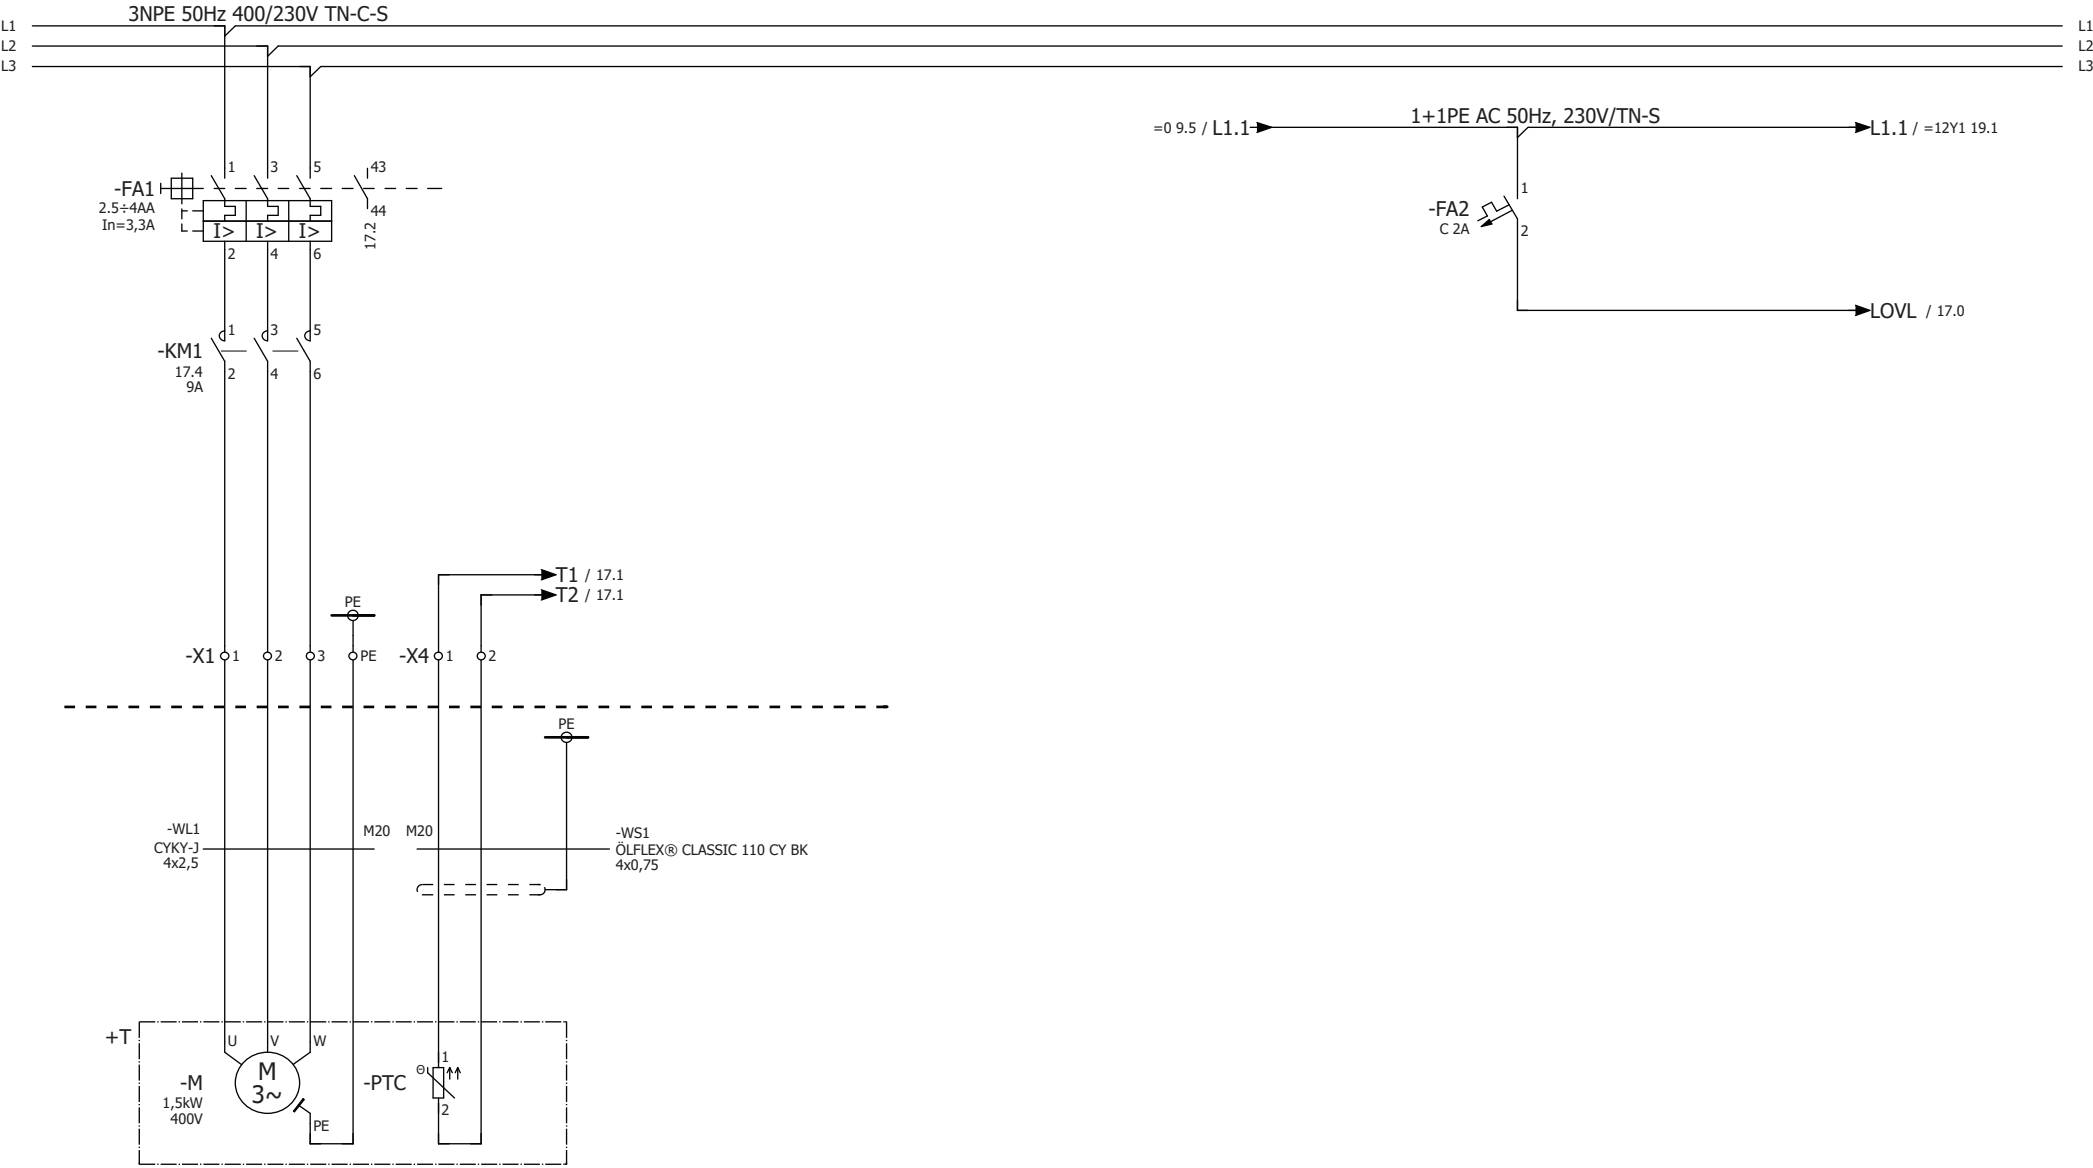 3NPE 50Hz 400/230V TN-C-S
L1 L1
L2 L2
L3 L3
=0 9.5 / L1.1
1+1PE AC 50Hz, 230V/TN-S
L1.1 / =12Y1 19.1
1 3 5 43
-FA1
2.5÷4AA
In=3,3A
44
I> I> I>
17.2
2 4 6
1
-FA2
C 2A
2
LOVL / 17.0
1 3 5
-KM1
17.4
9A
2 4 6
T1 / 17.1
T2 / 17.1
PE
-X1 1 2 3 PE
-X4 1 2
PE
-WL1
CYKY-J
4x2,5
M20 M20
-WS1
ÖLFLEX® CLASSIC 110 CY BK
4x0,75
+T
U V W
M
3~
-M
1,5kW
400V
PE
-PTC
Θ
1
2